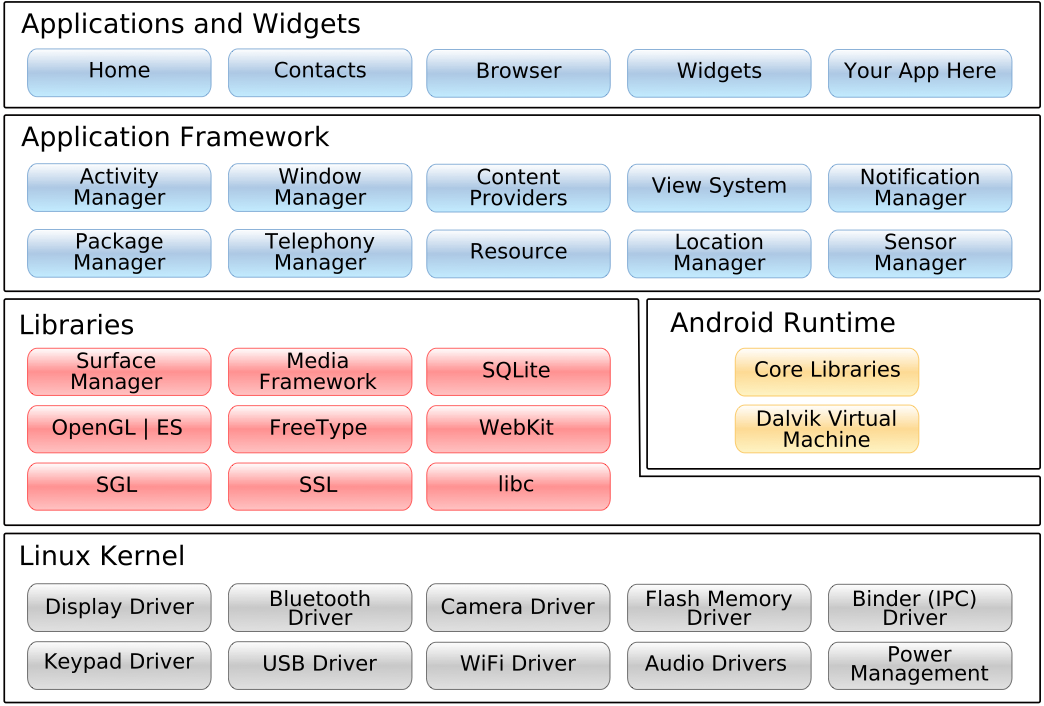 Applications and Widgets
Home
Contacts
Browser
Widgets
Your App Here
Application Framework
Activity
Manager
Window
Manager
Content
Providers
View System
Notification
Manager
Package
Manager
Telephony
Manager
Resource
Location
Manager
Sensor
Manager
Libraries
Surface
Manager
Media
Framework
SQLite
OpenGL | ES
FreeType
WebKit
SGL
SSL
libc
Android Runtime
Core Libraries
Dalvik Virtual
Machine
Linux Kernel
Display Driver
Bluetooth
Driver
Camera Driver
Flash Memory
Driver
Binder (IPC)
Driver
Keypad Driver
USB Driver
WiFi Driver
Audio Drivers
Power
Management